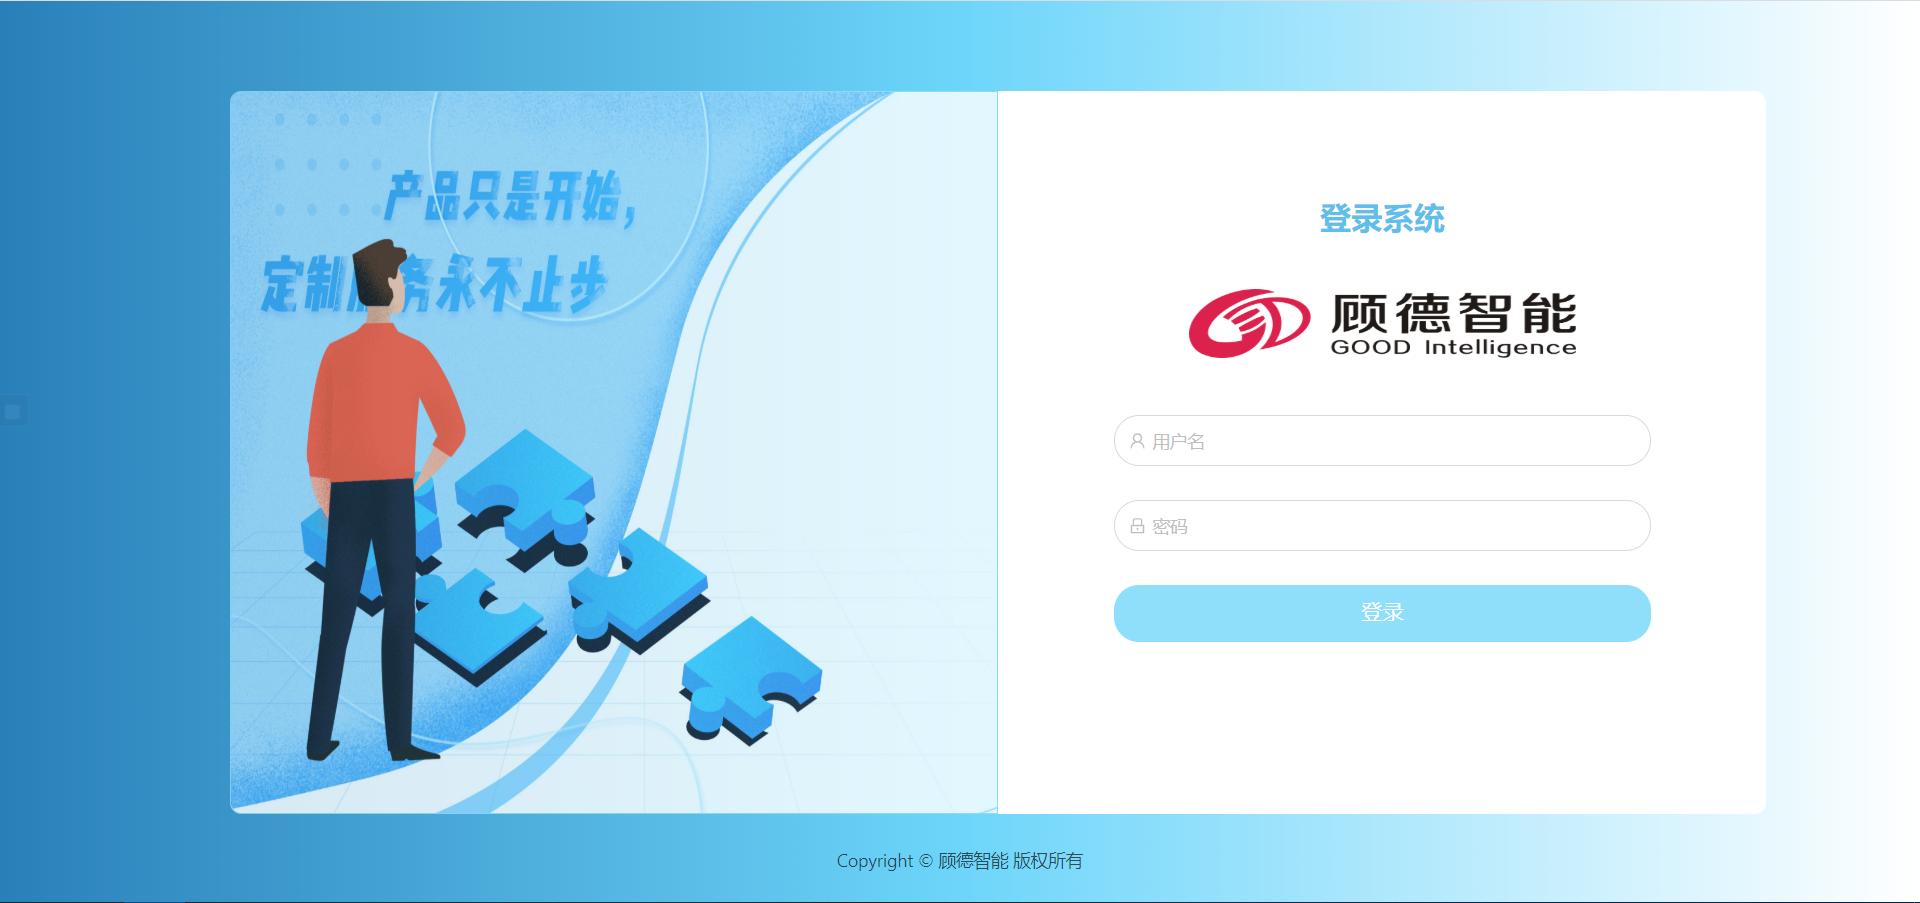 产品只是开始，
定制服务永不止步
登录系统
顾德智能
GOOD Intelligence
用户名
密码
登录
Copyright © 顾德智能 版权所有